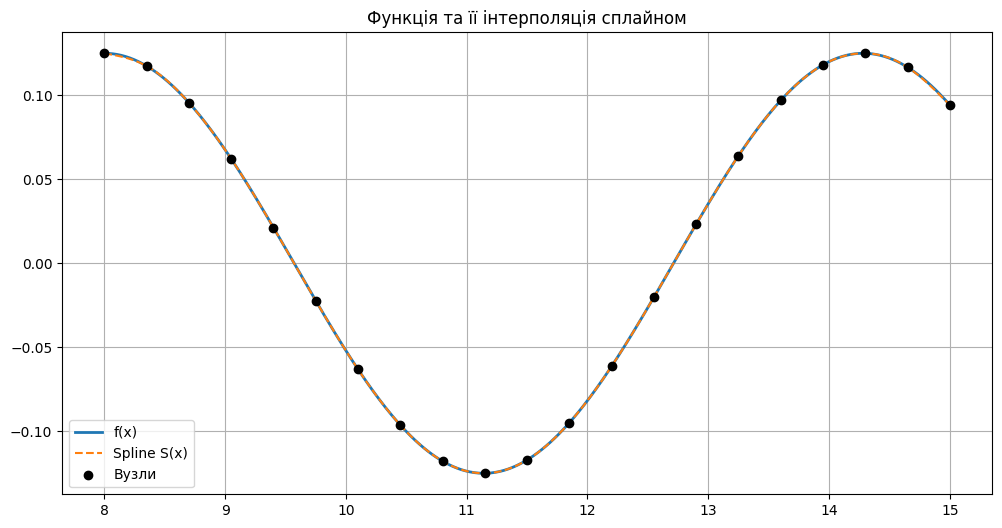 Функція та її інтерполяція сплайном
0.10
0.05
0.00
−0.05
−0.10
f(x)
Spline S(x)
Вузли
8 9 10 11 12 13 14 15